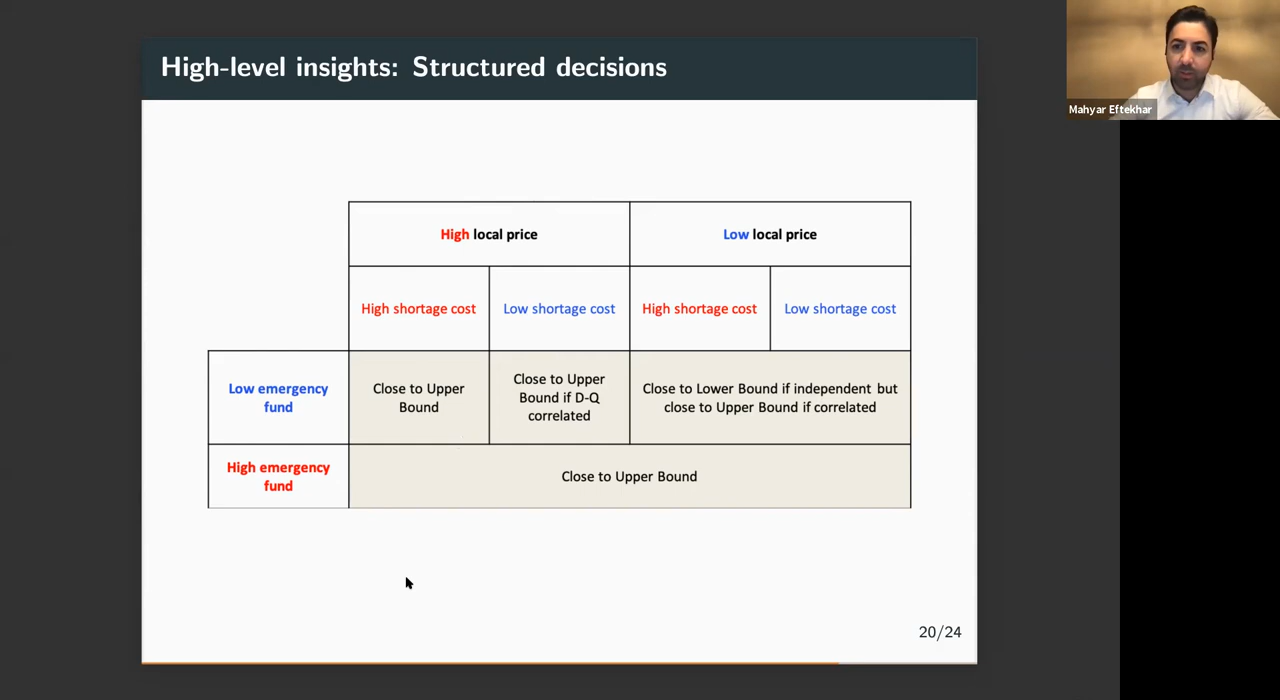 High-level insights: Structured decisions
Mahyar Eftekhar
High local price
Low local price
High shortage cost
Low shortage cost
High shortage cost
Low shortage cost
Low emergency
fund
Close to Upper
Bound
Close to Upper
Bound if D-Q
correlated
Close to Lower Bound if independent but
close to Upper Bound if correlated
High emergency
fund
Close to Upper Bound
20/24